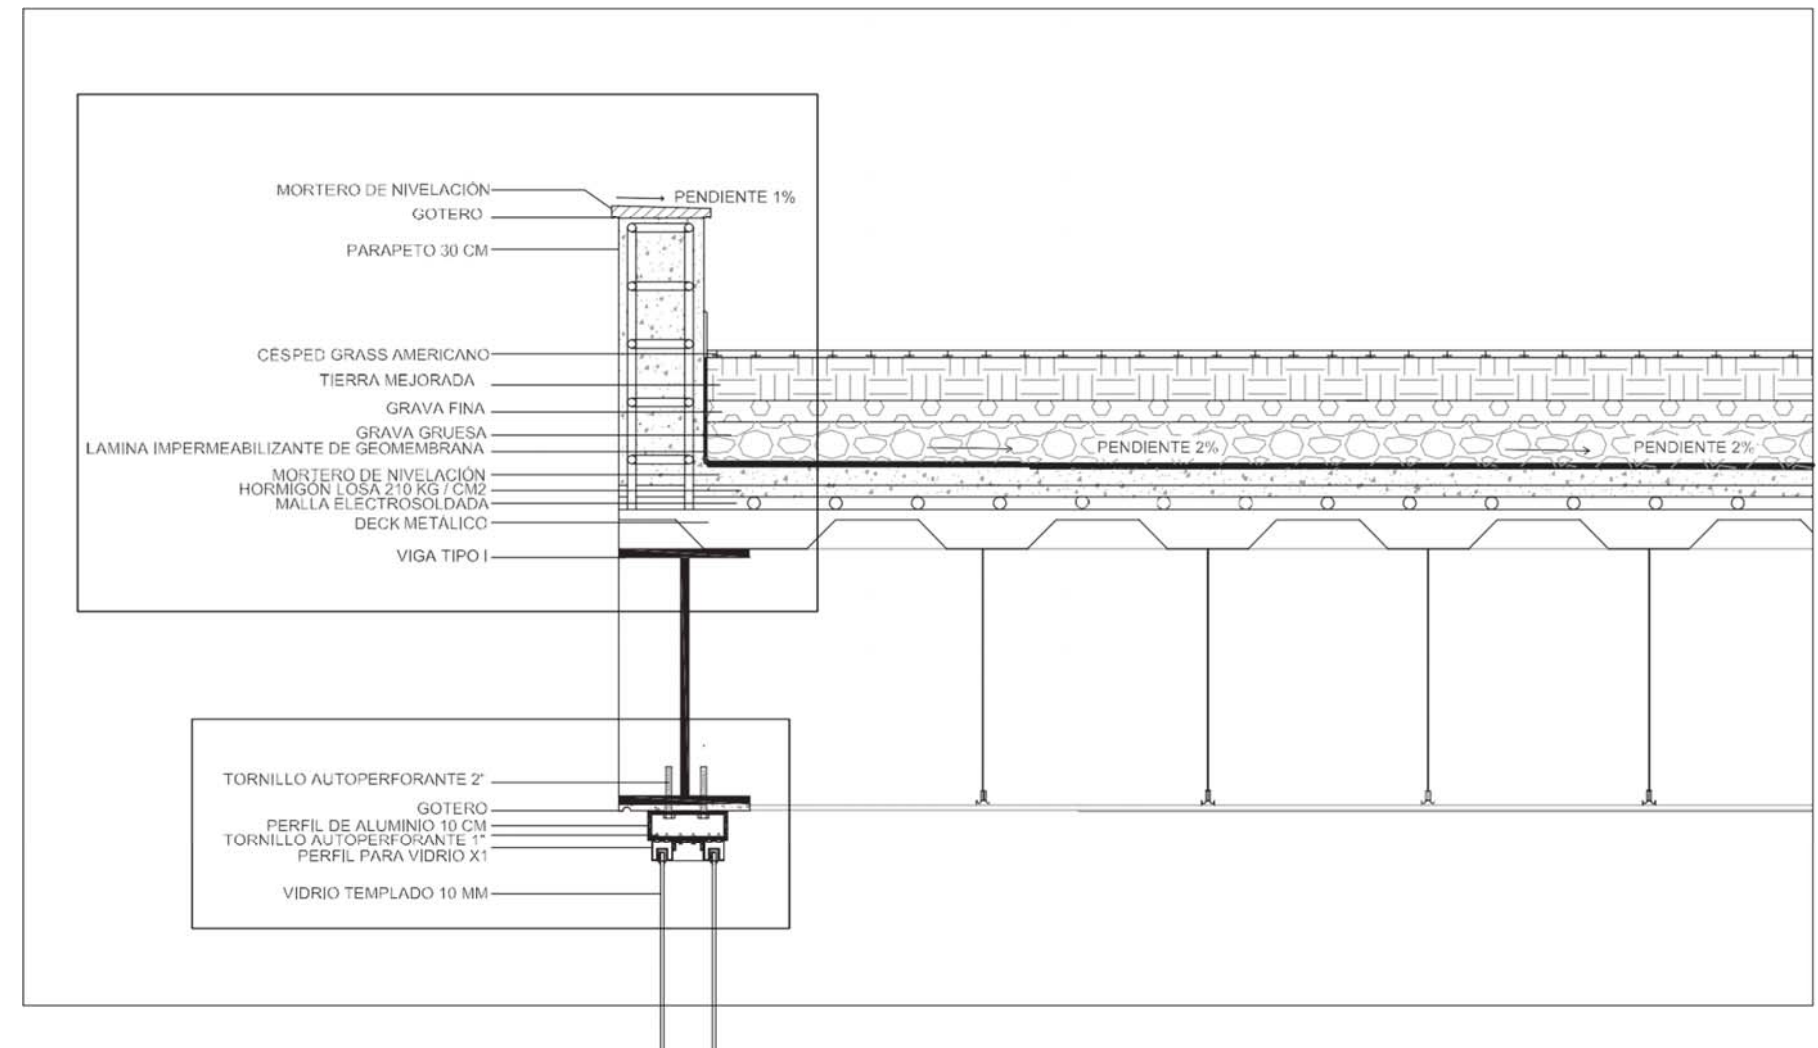 MORTERO DE NIVELACIÓN
PENDIENTE 1%
GOTERO
PARAPETO 30 CM
CÉSPED GRASS AMERICANO
TIERRA MEJORADA
GRAVA FINA
GRAVA GRUESA
LAMINA IMPERMEABILIZANTE DE GEOMEMBRANA
PENDIENTE 2%
PENDIENTE 2%
MORTERO DE NIVELACIÓN
HORMIGÓN LOSA 210 KG / CM2
MALLA ELECTROSOLDADA
DECK METÁLICO
VIGA TIPO I
TORNILLO AUTOPERFORANTE 2"
GOTERO
PERFIL DE ALUMINIO 10 CM
TORNILLO AUTOPERFORANTE 1"
PERFIL PARA VIDRIO X1
VIDRIO TEMPLADO 10 MM